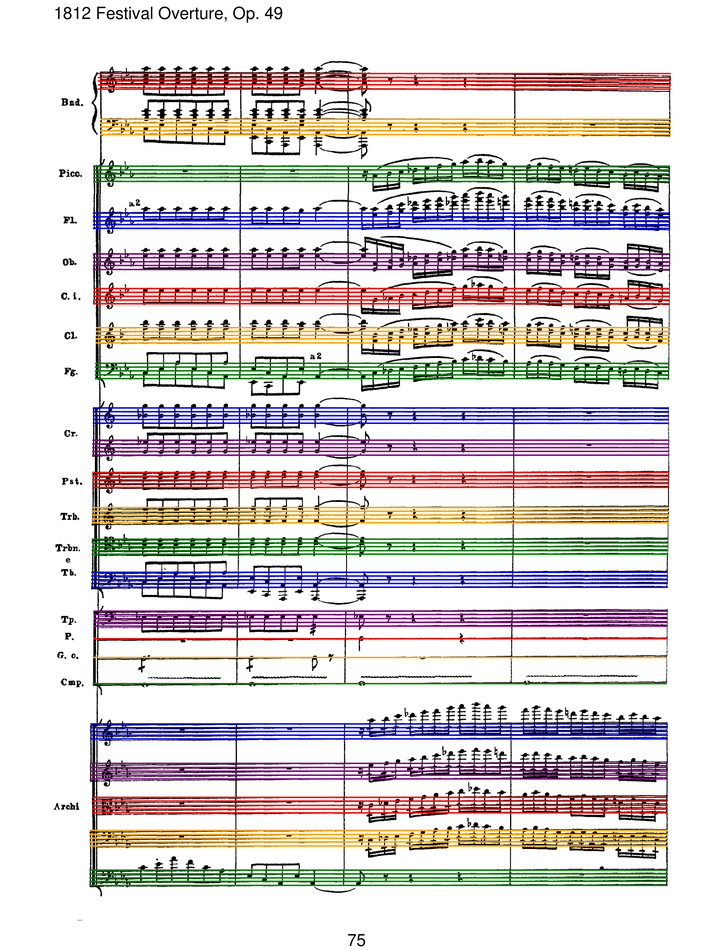 1812 Festival Overture, Op. 49
Bnd.
Picc.
a2
Fl.
Ob.
C. i.
Cl.
a2
Fg.
Cr.
Pst.
Trb.
Trbn.
e
Tb.
Tp.
P.
G. c.
Cmp.
Archi
75